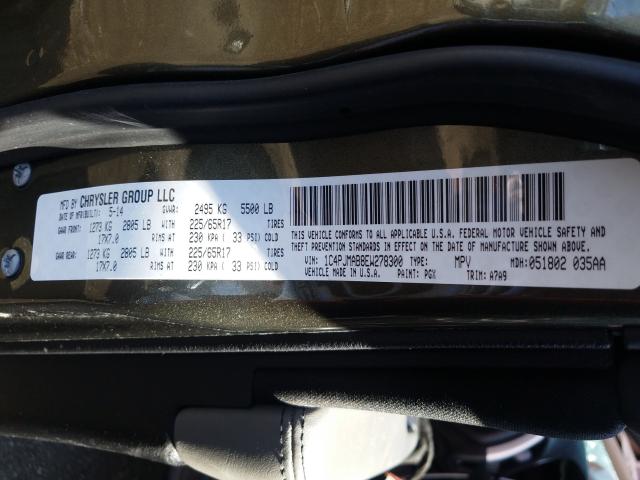 MFD BY CHRYSLER GROUP LLC
DATE OF MFR(BUILT): 5-14 GVWR: 2495 KG 5500 LB
GAWR FRONT: 1273 KG 2805 LB WITH 225/65R17 TIRES
17X7.0 RIMS AT 230 KPA ( 33 PSI) COLD
GAWR REAR: 1273 KG 2805 LB WITH 225/65R17 TIRES
17X7.0 RIMS AT 230 KPA ( 33 PSI) COLD
THIS VEHICLE CONFORMS TO ALL APPLICABLE U.S.A. FEDERAL MOTOR VEHICLE SAFETY AND
THEFT PREVENTION STANDARDS IN EFFECT ON THE DATE OF MANUFACTURE SHOWN ABOVE.
VIN: 1C4PJMAB8EW278300 TYPE: MPV MDH: 051802 035AA
VEHICLE MADE IN U.S.A. PAINT: PGX TRIM: A7A9